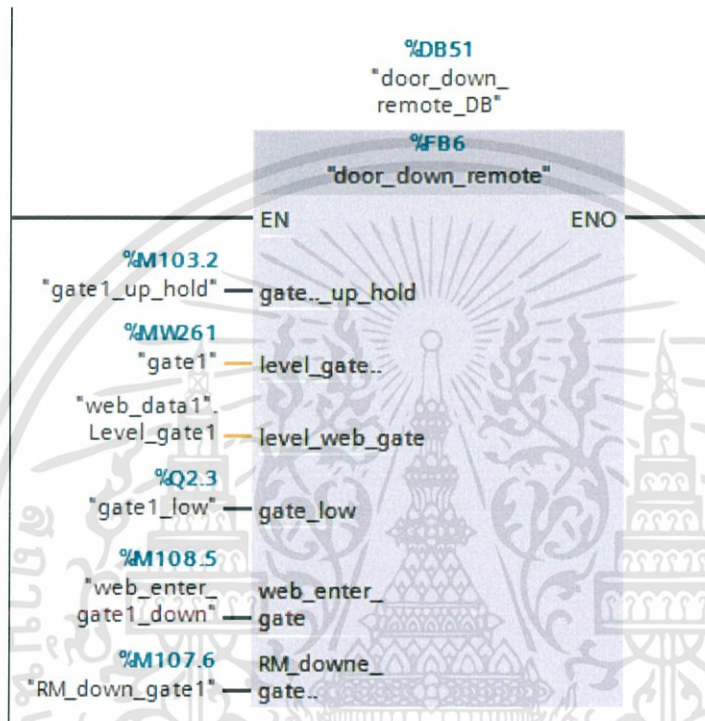 %DB51
"door_down_
remote_DB"
%FB6
"door_down_remote"
EN ENO
%M103.2
"gate1_up_hold" gate.._up_hold
%MW261
"gate1" level_gate..
"web_data1".
Level_gate1 level_web_gate
%Q2.3
"gate1_low" gate_low
%M108.5
"web_enter_ web_enter_
gate1_down" gate
%M107.6 RM_downe_
"RM_down_gate1" gate..